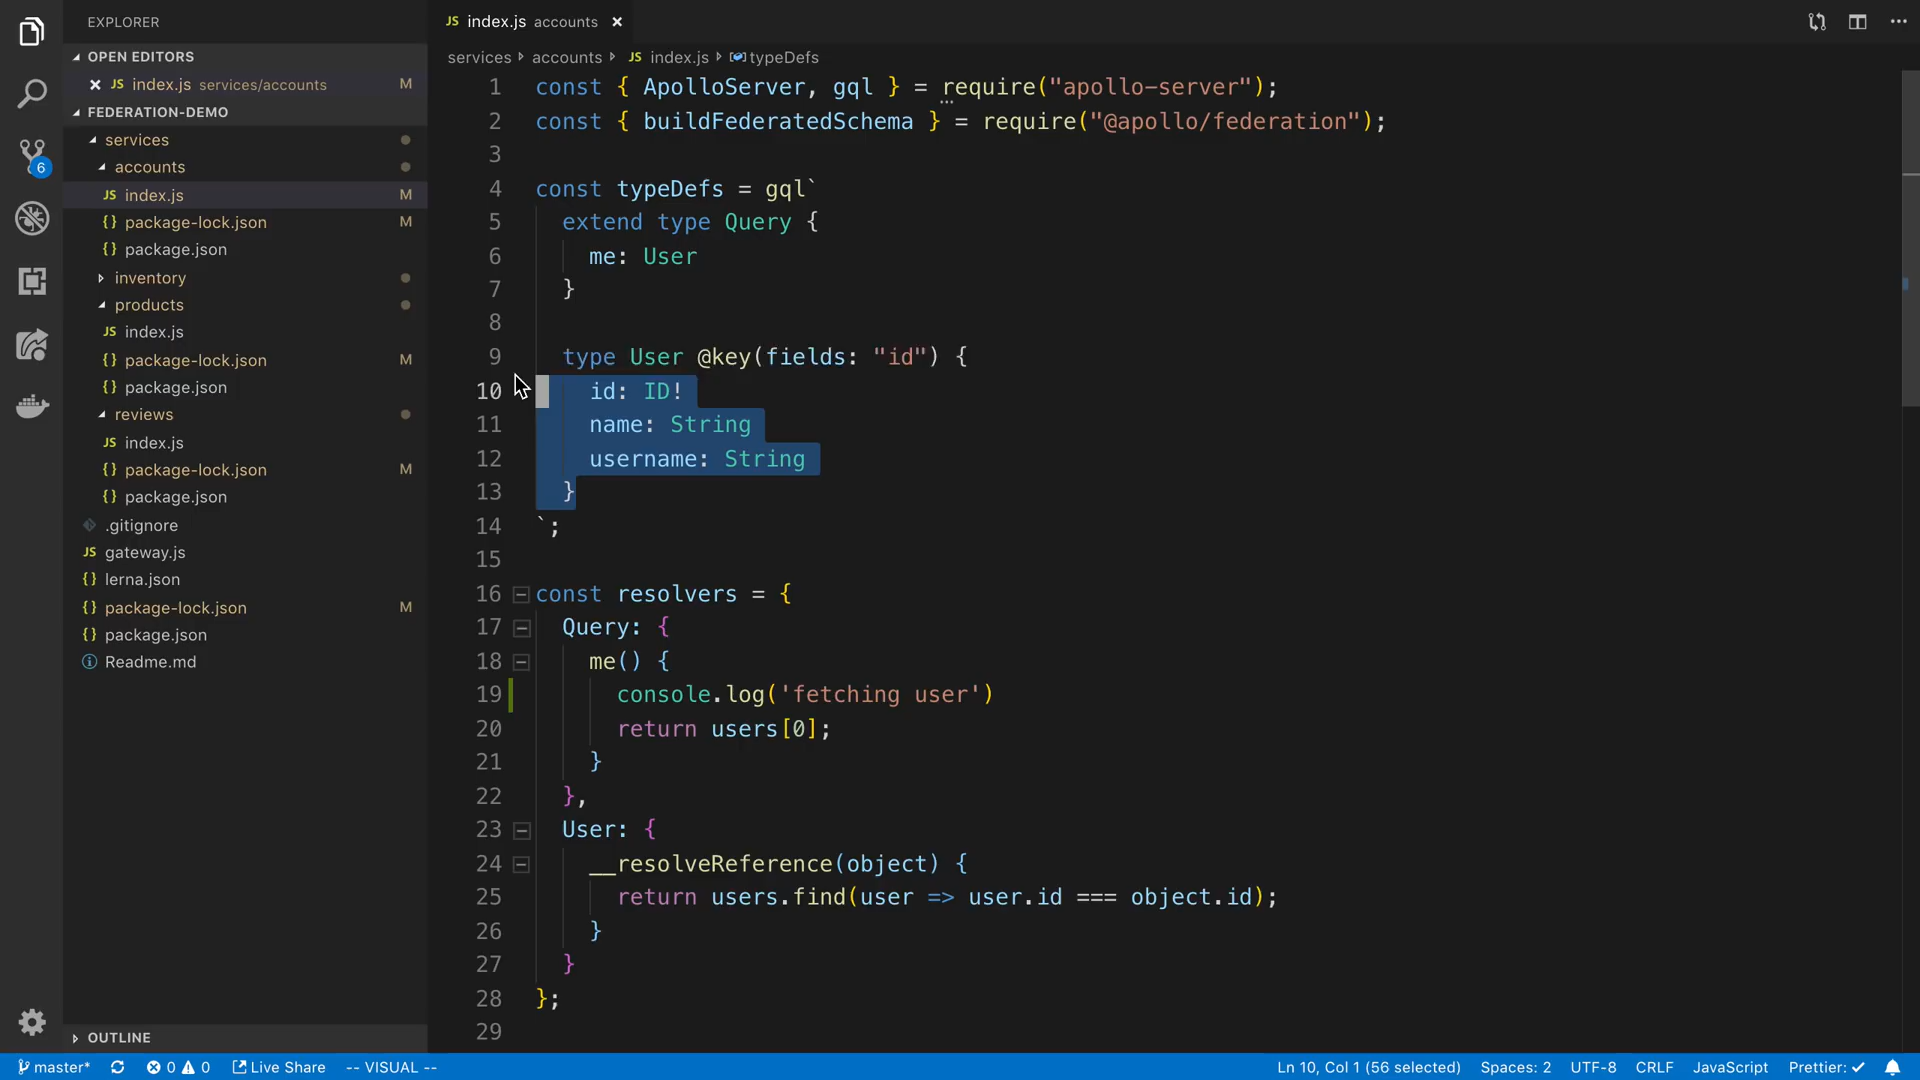 EXPLORER
OPEN EDITORS
JS index.js services/accounts M
FEDERATION-DEMO
services
accounts
JS index.js M
{} package-lock.json M
{} package.json
inventory
products
JS index.js
{} package-lock.json M
{} package.json
reviews
JS index.js
{} package-lock.json M
{} package.json
.gitignore
JS gateway.js
{} lerna.json
{} package-lock.json M
{} package.json
Readme.md
OUTLINE
6
JS index.js accounts
services accounts JS index.js typeDefs
1 const { ApolloServer, gql } = require("apollo-server");
2 const { buildFederatedSchema } = require("@apollo/federation");
3
4 const typeDefs = gql`
5 extend type Query {
6 me: User
7 }
8
9 type User @key(fields: "id") {
10 id: ID!
11 name: String
12 username: String
13 }
14 `;
15
16 const resolvers = {
17 Query: {
18 me() {
19 console.log('fetching user')
20 return users[0];
21 }
22 },
23 User: {
24 __resolveReference(object) {
25 return users.find(user => user.id === object.id);
26 }
27 }
28 };
29
master* 0 0 Live Share -- VISUAL -- Ln 10, Col 1 (56 selected) Spaces: 2 UTF-8 CRLF JavaScript Prettier: ✓